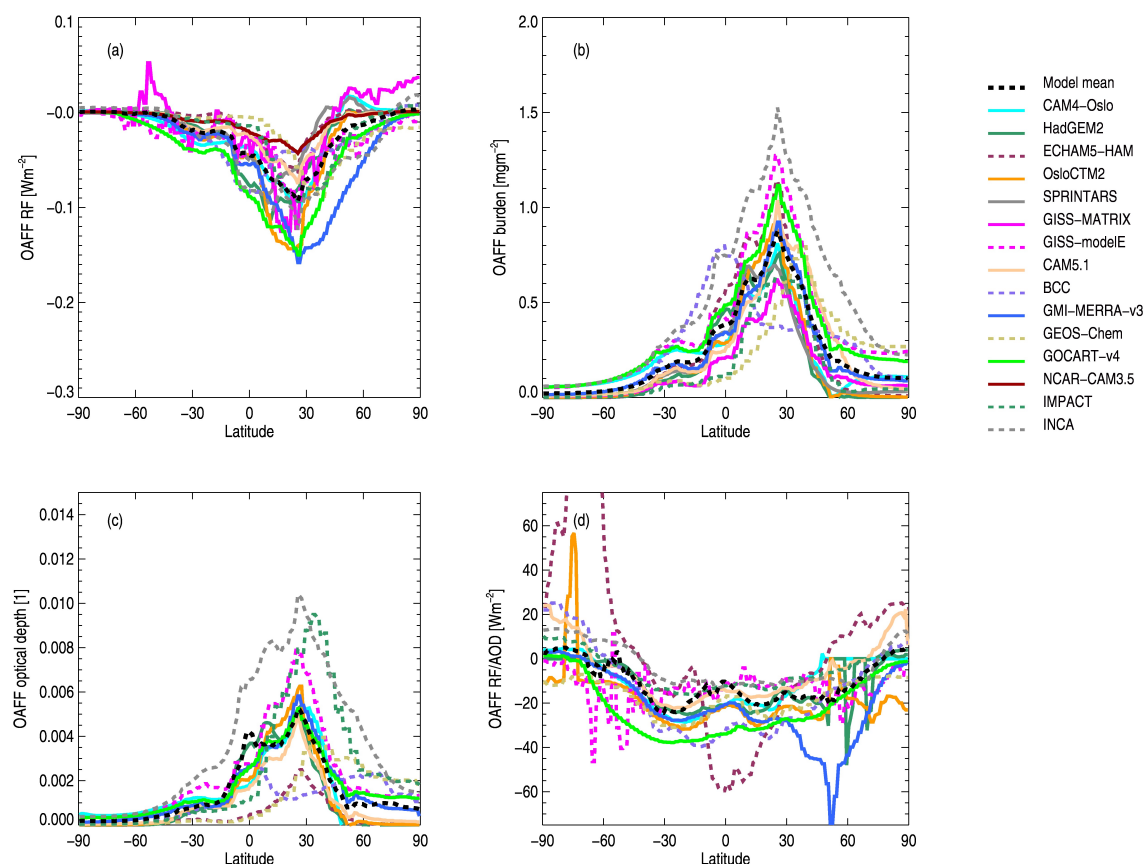 (a)
OAFF RF [Wm−2]
0.1
−0.0
−0.1
−0.2
−0.3
−90 −60 −30 0 30 60 90
Latitude
(b)
OAFF burden [mgm−2]
2.0
1.5
1.0
0.5
0.0
−90 −60 −30 0 30 60 90
Latitude
Model mean
CAM4−Oslo
HadGEM2
ECHAM5−HAM
OsloCTM2
SPRINTARS
GISS−MATRIX
GISS−modelE
CAM5.1
BCC
GMI−MERRA−v3
GEOS−Chem
GOCART−v4
NCAR−CAM3.5
IMPACT
INCA
(c)
OAFF optical depth [1]
0.014
0.012
0.010
0.008
0.006
0.004
0.002
0.000
−90 −60 −30 0 30 60 90
Latitude
(d)
OAFF RF/AOD [Wm−2]
60
40
20
0
−20
−40
−60
−90 −60 −30 0 30 60 90
Latitude